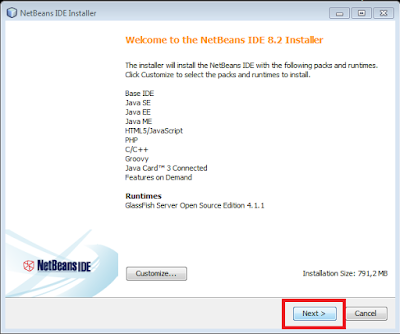 NetBeans IDE Installer
Welcome to the NetBeans IDE 8.2 Installer
The installer will install the NetBeans IDE with the following packs and runtimes.
Click Customize to select the packs and runtimes to install.
Base IDE
Java SE
Java EE
Java ME
HTML5/JavaScript
PHP
C/C++
Groovy
Java Card™ 3 Connected
Features on Demand
Runtimes
GlassFish Server Open Source Edition 4.1.1
NetBeans IDE
Customize... Installation Size: 791,2 MB
Next > Cancel